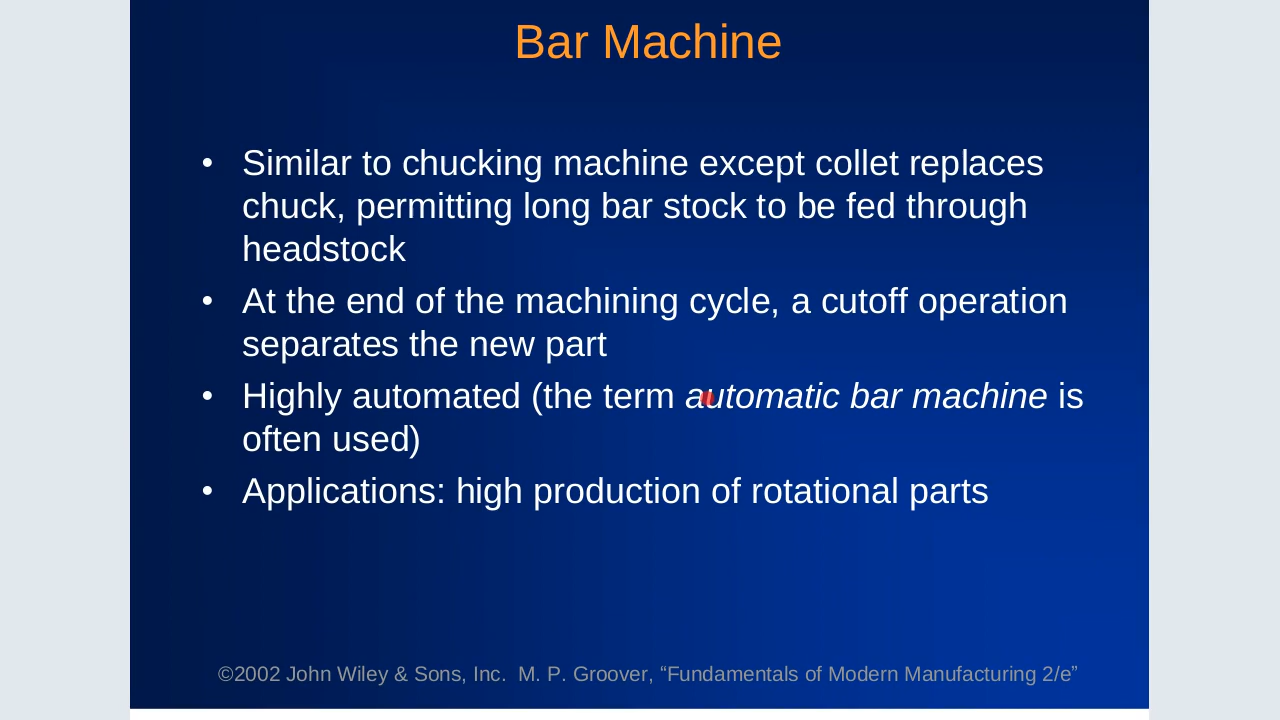 Bar Machine
• Similar to chucking machine except collet replaces
chuck, permitting long bar stock to be fed through
headstock
• At the end of the machining cycle, a cutoff operation
separates the new part
• Highly automated (the term automatic bar machine is
often used)
• Applications: high production of rotational parts
©2002 John Wiley & Sons, Inc.  M. P. Groover, “Fundamentals of Modern Manufacturing 2/e”